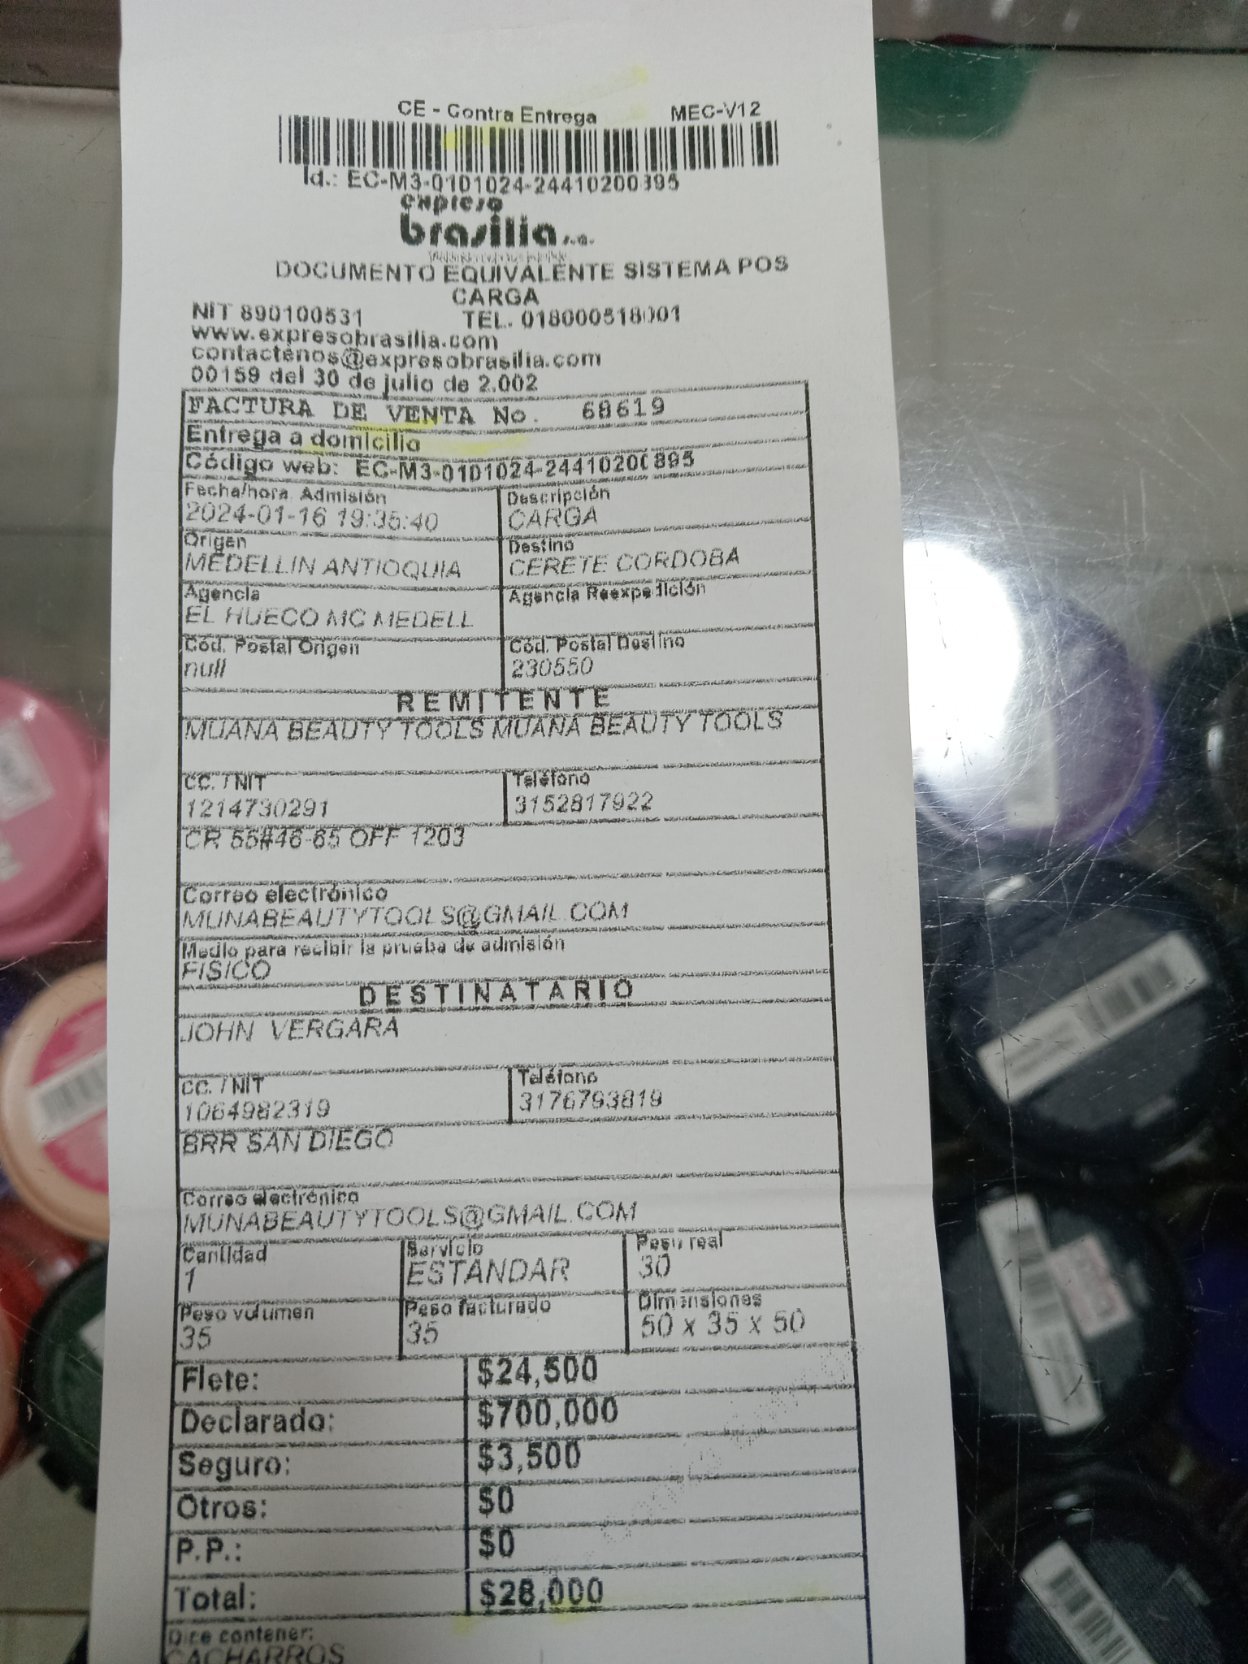 CE - Contra Entrega MEC-V12
Id.: EC-M3-0101024-24410200895
expreso
brasilia s.a.
DOCUMENTO EQUIVALENTE SISTEMA POS
CARGA
NIT 890100531 TEL. 018000518001
www.expresobrasilia.com
contactenos@expresobrasilia.com
00159 del 30 de julio de 2.002
FACTURA DE VENTA No. 68619
Entrega a domicilio
Código web: EC-M3-0101024-24410200895
Fecha/hora Admisión Descripción
2024-01-16 19:35:40 CARGA
Origen Destino
MEDELLIN ANTIOQUIA CERETE CORDOBA
Agencia Agencia Reexpedición
EL HUECO MC MEDELL
Cód. Postal Origen Cód. Postal Destino
null 230550
REMITENTE
MUANA BEAUTY TOOLS MUANA BEAUTY TOOLS
CC. / NIT Teléfono
1214730291 3152817922
CR 55#46-65 OFF 1203
Correo electrónico
MUNABEAUTYTOOLS@GMAIL.COM
Medio para recibir la prueba de admisión
FISICO
DESTINATARIO
JOHN VERGARA
CC. / NIT Teléfono
1064982319 3176793819
BRR SAN DIEGO
Correo electrónico
MUNABEAUTYTOOLS@GMAIL.COM
Cantidad Servicio Peso real
1 ESTANDAR 30
Peso volumen Peso facturado Dimensiones
35 35 50 x 35 x 50
Flete: $24,500
Declarado: $700,000
Seguro: $3,500
Otros: $0
P.P.: $0
Total: $28,000
Dice contener:
CACHARROS